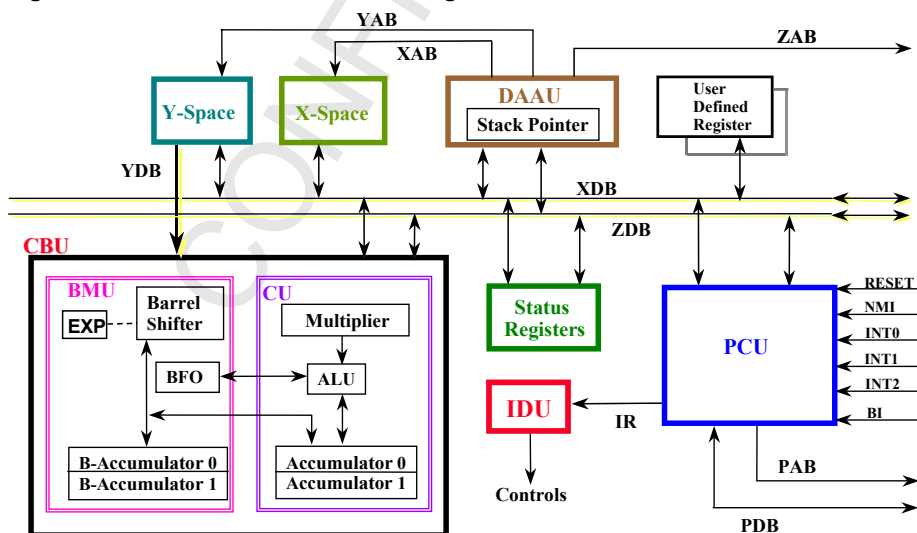 YAB
XAB
ZAB
Y-Space
X-Space
DAAU
Stack Pointer
User
Defined
Register
YDB
XDB
ZDB
CBU
BMU
CU
EXP
Barrel
Shifter
Multiplier
BFO
ALU
B-Accumulator 0
B-Accumulator 1
Accumulator 0
Accumulator 1
Status
Registers
IDU
IR
Controls
PCU
RESET
NMI
INT0
INT1
INT2
BI
PAB
PDB